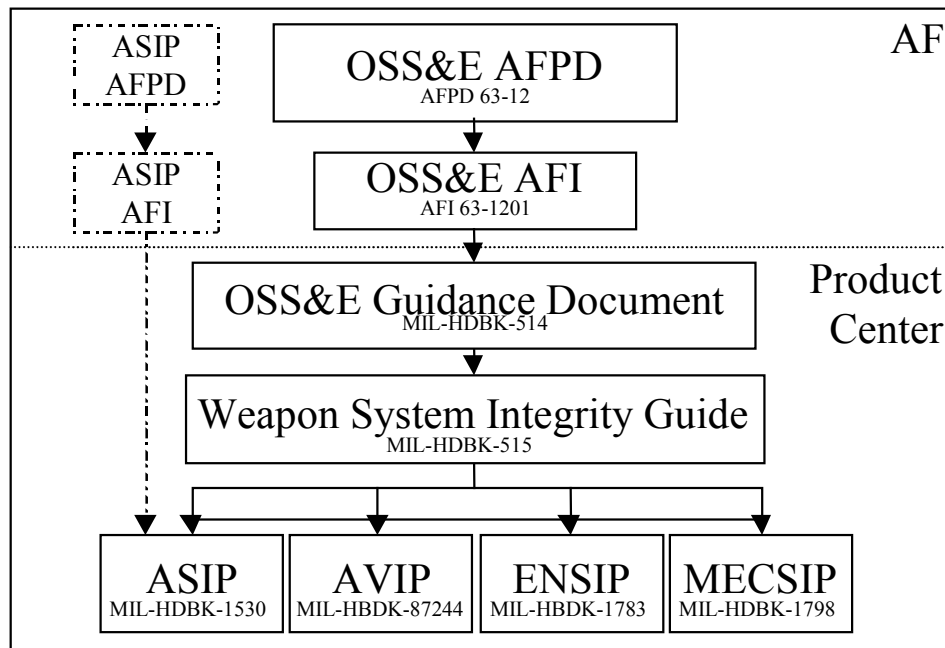 AF
ASIP
AFPD
OSS&E AFPD
AFPD 63-12
ASIP
AFI
OSS&E AFI
AFI 63-1201
Product
Center
OSS&E Guidance Document
MIL-HDBK-514
Weapon System Integrity Guide
MIL-HDBK-515
ASIP
MIL-HDBK-1530
AVIP
MIL-HBDK-87244
ENSIP
MIL-HBDK-1783
MECSIP
MIL-HDBK-1798